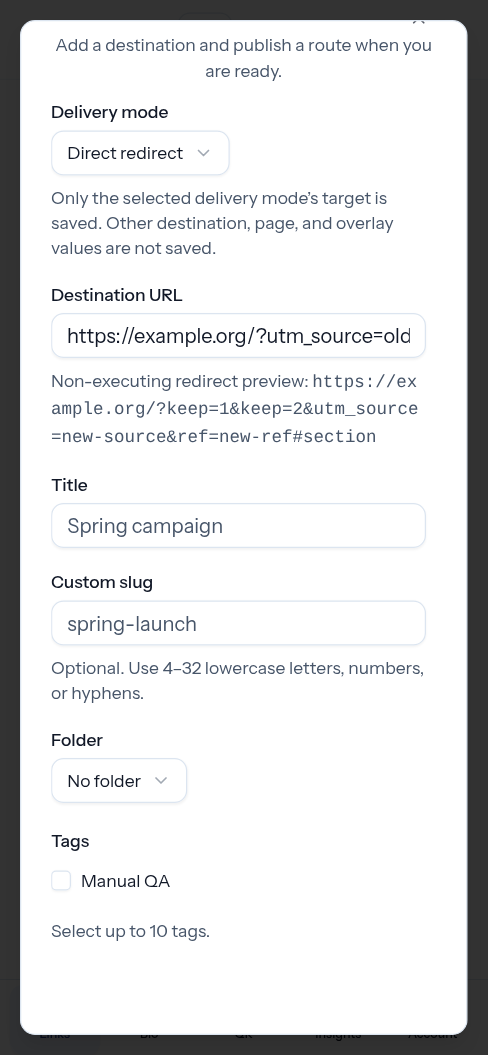 Add a destination and publish a route when you
are ready.
Delivery mode
Direct redirect
Only the selected delivery mode’s target is
saved. Other destination, page, and overlay
values are not saved.
Destination URL
https://example.org/?utm_source=old
Non-executing redirect preview: https://ex
ample.org/?keep=1&keep=2&utm_source
=new-source&ref=new-ref#section
Title
Spring campaign
Custom slug
spring-launch
Optional. Use 4–32 lowercase letters, numbers,
or hyphens.
Folder
No folder
Tags
Manual QA
Select up to 10 tags.